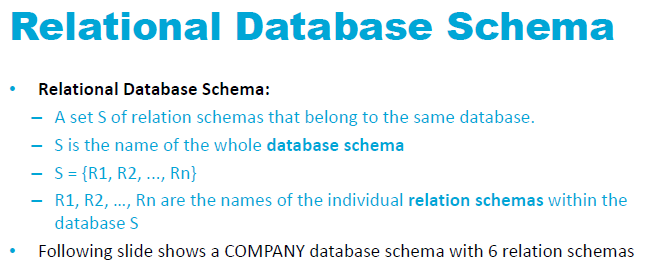 Relational Database Schema
• Relational Database Schema:
– A set S of relation schemas that belong to the same database.
– S is the name of the whole database schema
– S = {R1, R2, ..., Rn}
– R1, R2, …, Rn are the names of the individual relation schemas within the
database S
• Following slide shows a COMPANY database schema with 6 relation schemas